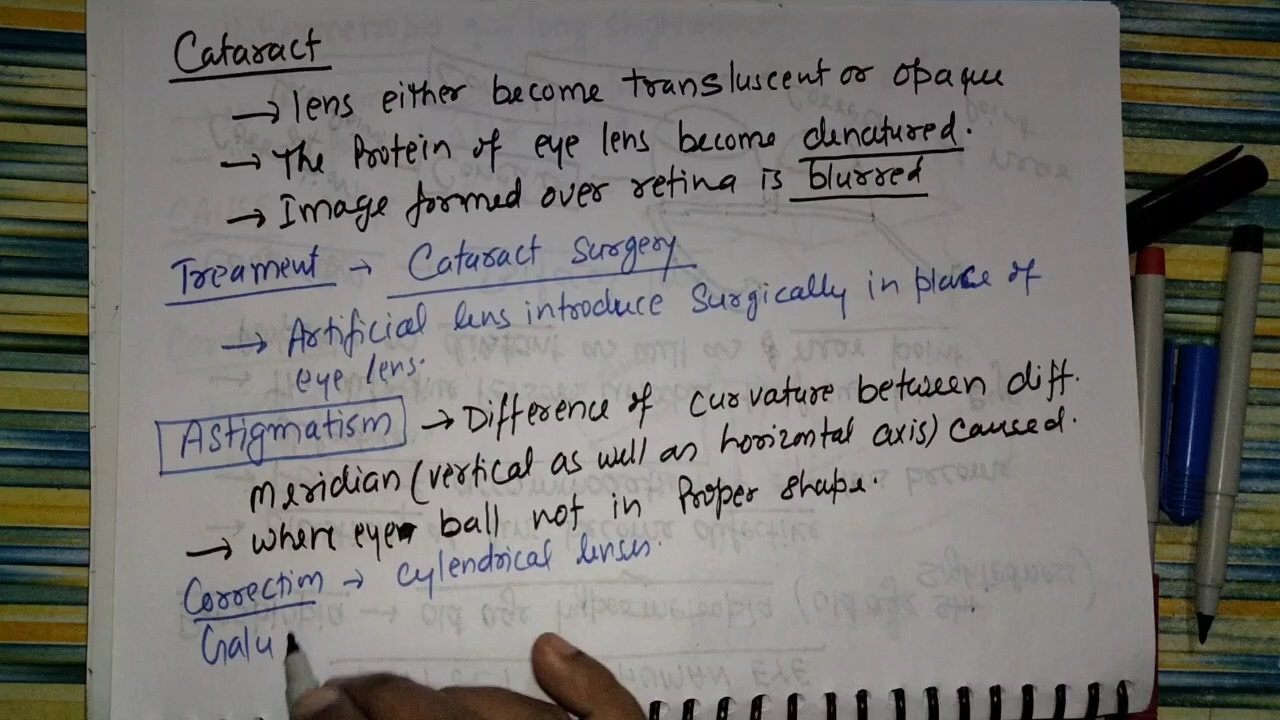 Cataract
→ lens either become transluscent or opaque
→ The Protein of eye lens become denatured.
→ Image formed over retina is blurred
Treament → Cataract Surgery
→ Artificial lens introduce Surgically in place of
eye lens.
Astigmatism → Difference of curvature between diff.
meridian (vertical as well as horizontal axis) caused.
→ where eye ball not in Proper shape.
Correction → Cylendrical lenses.
Galu